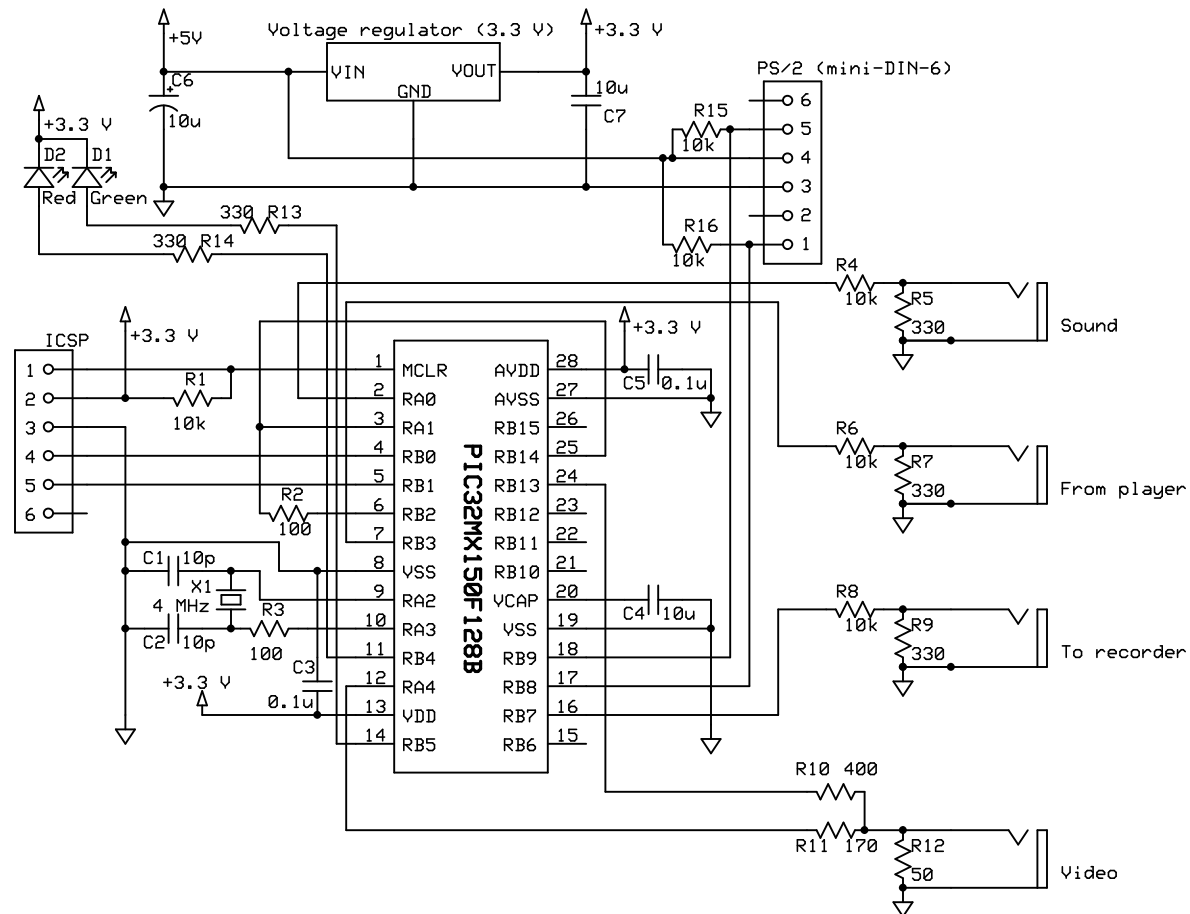 +5V
Voltage regulator (3.3 V)
+3.3 V
VIN
VOUT
GND
C6
10u
10u
C7
PS/2 (mini-DIN-6)
6
5
4
3
2
1
R15
10k
R16
10k
+3.3 V
D2
D1
Red
Green
330 R13
330 R14
R4
10k
R5
330
Sound
ICSP
1
2
3
4
5
6
+3.3 V
R1
10k
+3.3 V
C5
0.1u
PIC32MX150F128B
1 MCLR
2 RA0
3 RA1
4 RB0
5 RB1
6 RB2
7 RB3
8 VSS
9 RA2
10 RA3
11 RB4
12 RA4
13 VDD
14 RB5
AVDD 28
AVSS 27
RB15 26
RB14 25
RB13 24
RB12 23
RB11 22
RB10 21
VCAP 20
VSS 19
RB9 18
RB8 17
RB7 16
RB6 15
R2
100
C1
10p
X1
4 MHz
C2
10p
R3
100
C3
0.1u
+3.3 V
C4
10u
R6
10k
R7
330
From player
R8
10k
R9
330
To recorder
R10 400
R11 170
R12
50
Video